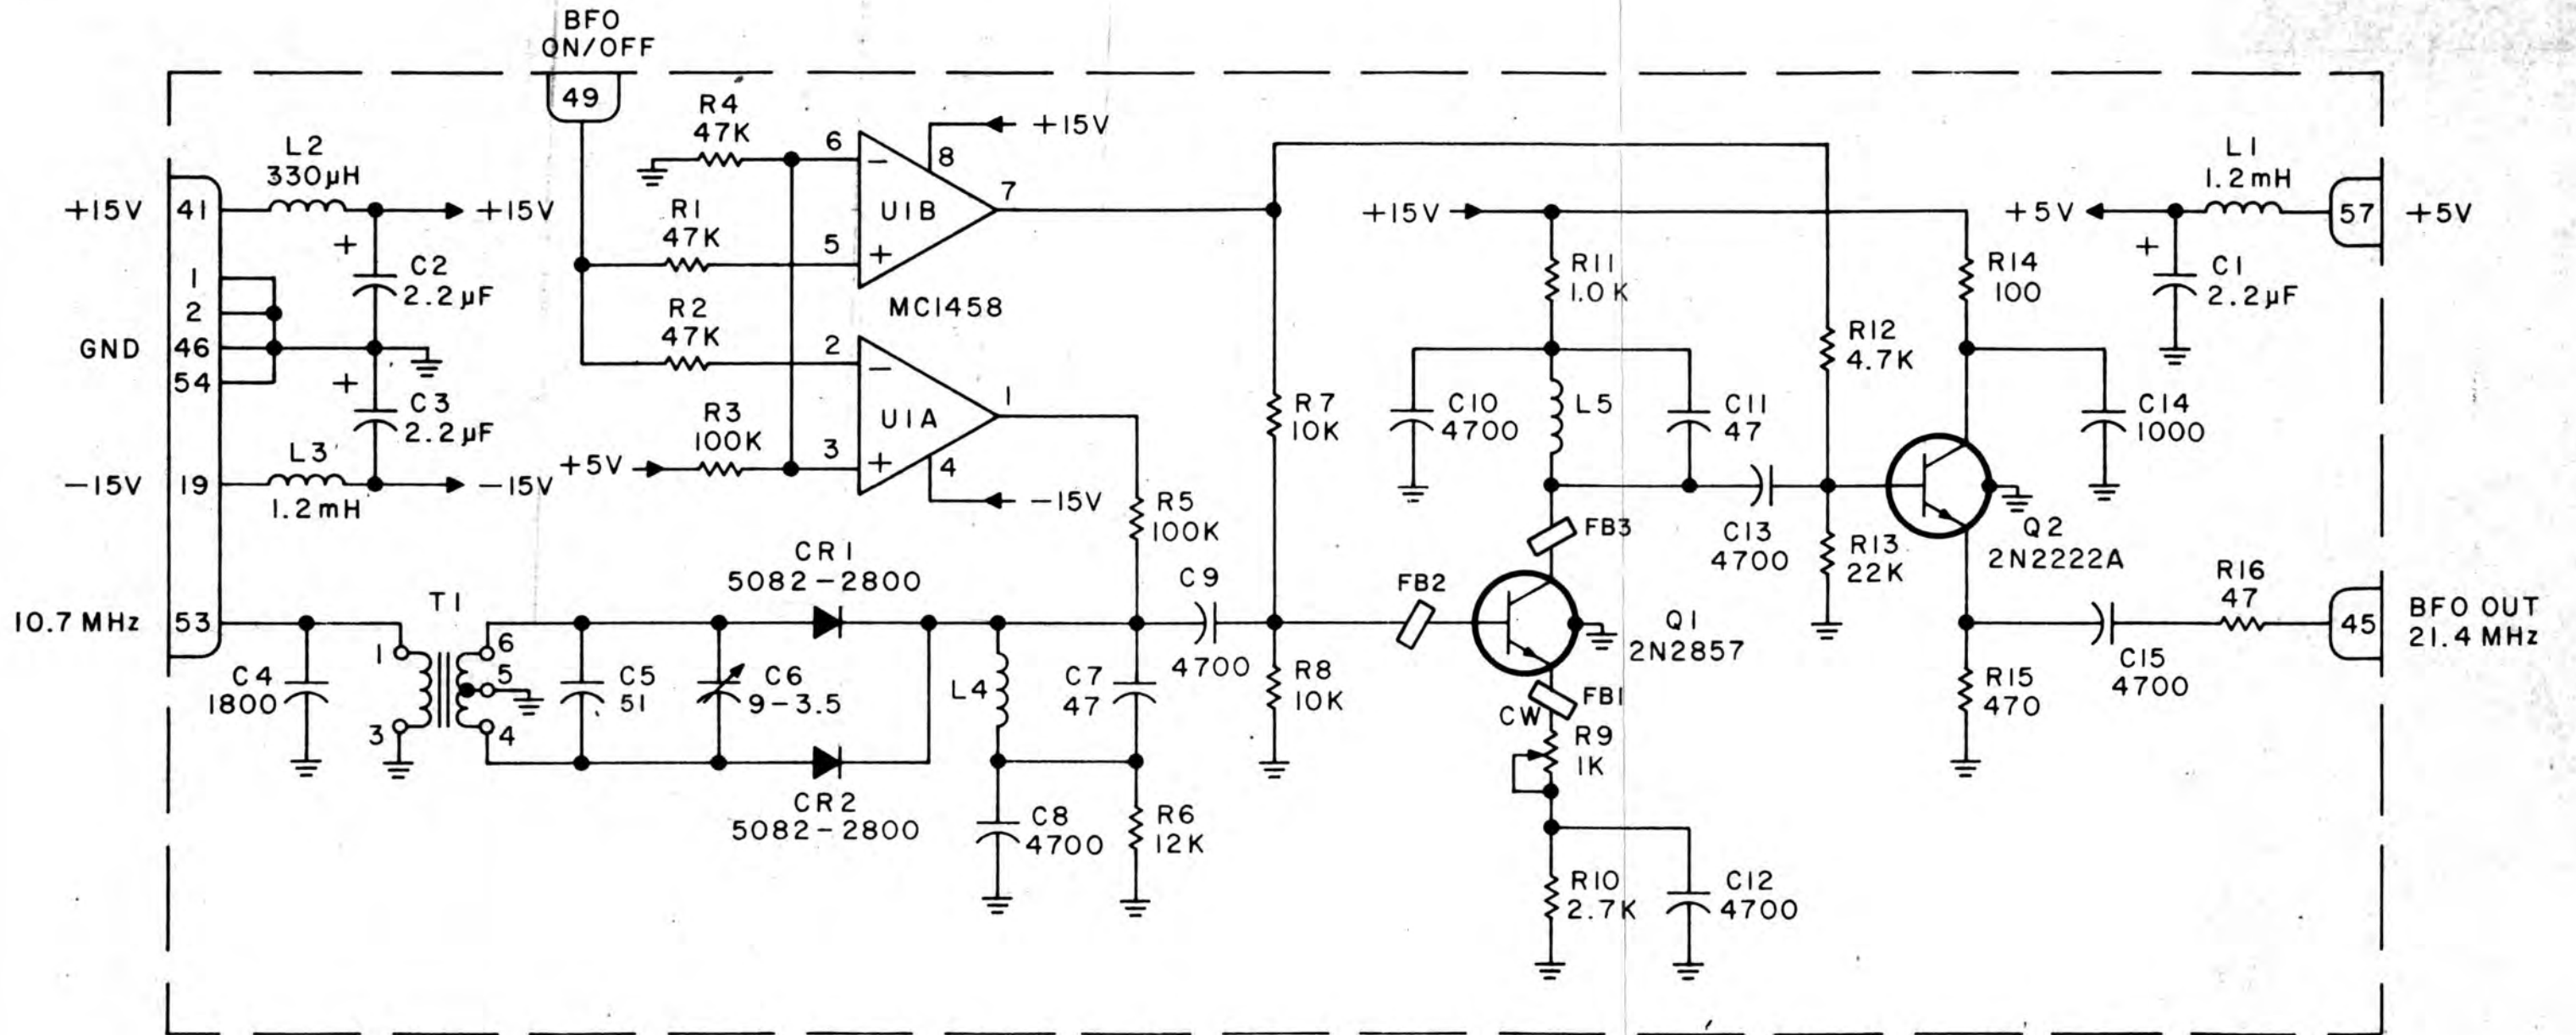 BFO
ON/OFF
49
+15V
41
L2
330µH
+15V
+
C2
2.2µF
1
2
GND
46
54
+
C3
2.2µF
-15V
19
L3
1.2mH
-15V
10.7 MHz
53
C4
1800
T1
1
3
6
5
4
C5
51
C6
9-3.5
CR1
5082-2800
CR2
5082-2800
R4
47K
R1
47K
R2
47K
R3
100K
+5V
6
-
5
+
U1B
8
+15V
7
MC1458
2
-
3
+
U1A
4
-15V
1
R5
100K
L4
C7
47
C8
4700
R6
12K
C9
4700
R7
10K
R8
10K
FB2
+15V
R11
1.0K
C10
4700
L5
C11
47
FB3
Q1
2N2857
FB1
CW
R9
1K
R10
2.7K
C12
4700
C13
4700
R12
4.7K
R13
22K
R14
100
C14
1000
Q2
2N2222A
R15
470
C15
4700
R16
47
45
BFO OUT
21.4 MHz
+5V
+
C1
2.2µF
L1
1.2mH
57
+5V